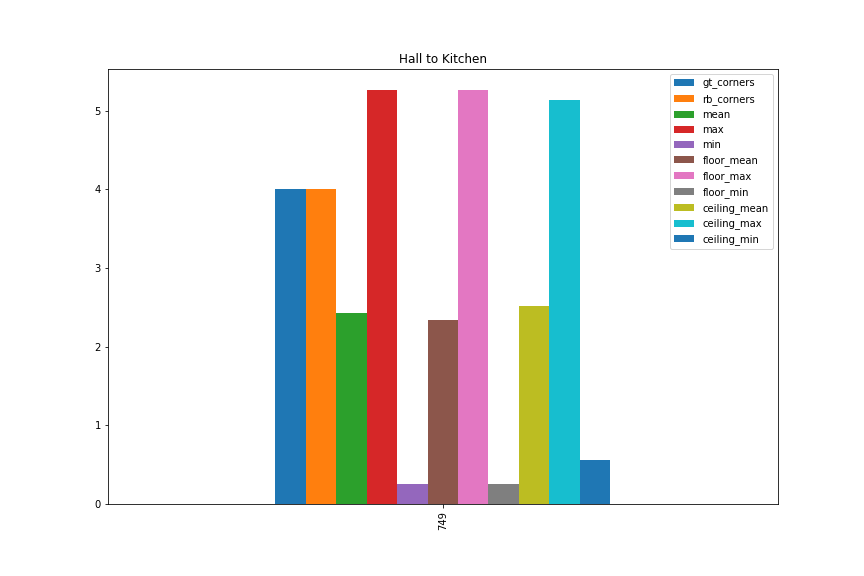 Hall to Kitchen
gt_corners
rb_corners
mean
max
min
floor_mean
floor_max
floor_min
ceiling_mean
ceiling_max
ceiling_min
5
4
3
2
1
0
749